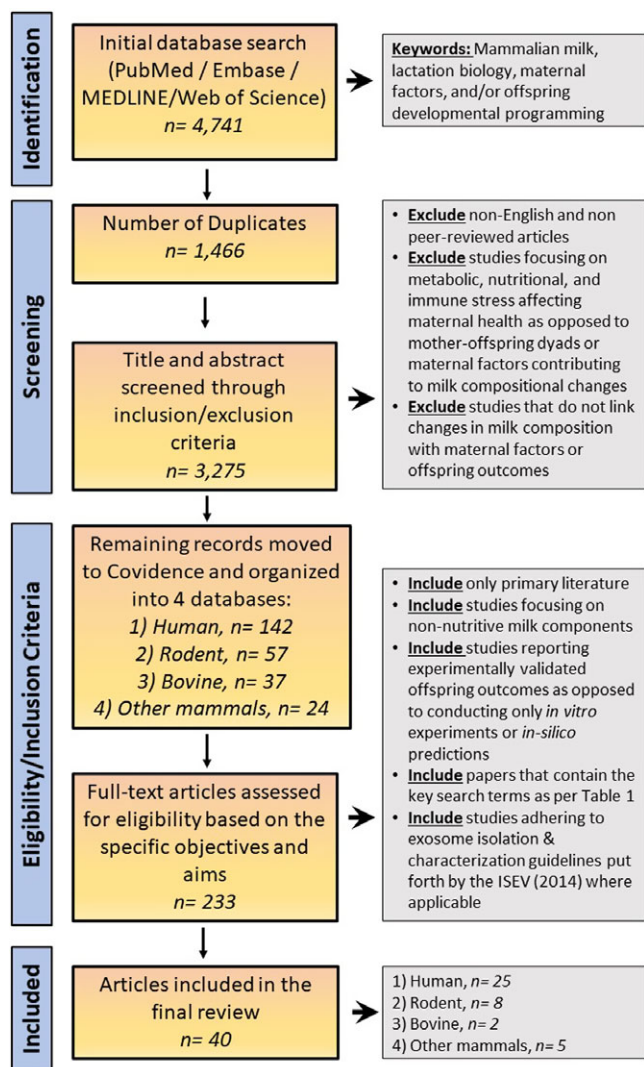 Identification
Initial database search
(PubMed / Embase /
MEDLINE/Web of Science)
n= 4,741
Keywords: Mammalian milk,
lactation biology, maternal
factors, and/or offspring
developmental programming
Screening
Number of Duplicates
n= 1,466
Title and abstract
screened through
inclusion/exclusion
criteria
n= 3,275
• Exclude non-English and non
peer-reviewed articles
• Exclude studies focusing on
metabolic, nutritional, and
immune stress affecting
maternal health as opposed to
mother-offspring dyads or
maternal factors contributing
to milk compositional changes
• Exclude studies that do not link
changes in milk composition
with maternal factors or
offspring outcomes
Eligibility/Inclusion Criteria
Remaining records moved
to Covidence and organized
into 4 databases:
1) Human, n= 142
2) Rodent, n= 57
3) Bovine, n= 37
4) Other mammals, n= 24
Full-text articles assessed
for eligibility based on the
specific objectives and
aims
n= 233
• Include only primary literature
• Include studies focusing on
non-nutritive milk components
• Include studies reporting
experimentally validated
offspring outcomes as opposed
to conducting only in vitro
experiments or in-silico
predictions
• Include papers that contain the
key search terms as per Table 1
• Include studies adhering to
exosome isolation &
characterization guidelines put
forth by the ISEV (2014) where
applicable
Included
Articles included in the
final review
n= 40
1) Human, n= 25
2) Rodent, n= 8
3) Bovine, n= 2
4) Other mammals, n= 5